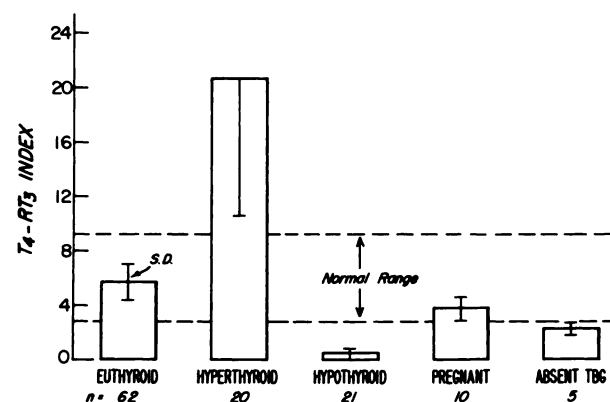 24
20
16
12
8
4
0
T4-RT3 INDEX
S.D.
Normal Range
EUTHYROID HYPERTHYROID HYPOTHYROID PREGNANT ABSENT TBG
n = 62 20 21 10 5